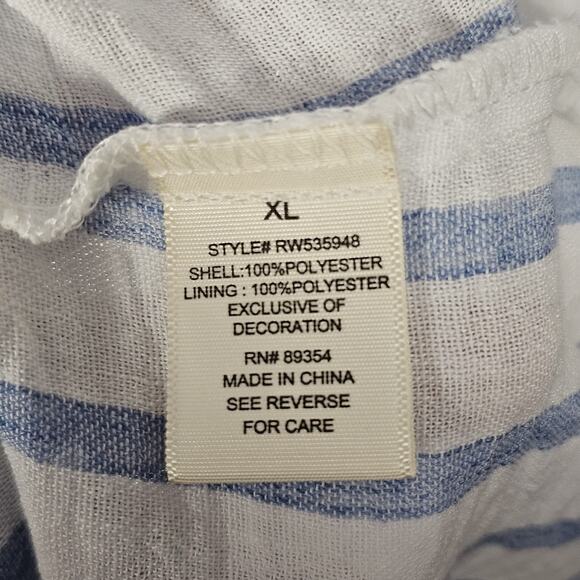 XL
STYLE# RW535948
SHELL:100%POLYESTER
LINING : 100%POLYESTER
EXCLUSIVE OF
DECORATION
RN# 89354
MADE IN CHINA
SEE REVERSE
FOR CARE